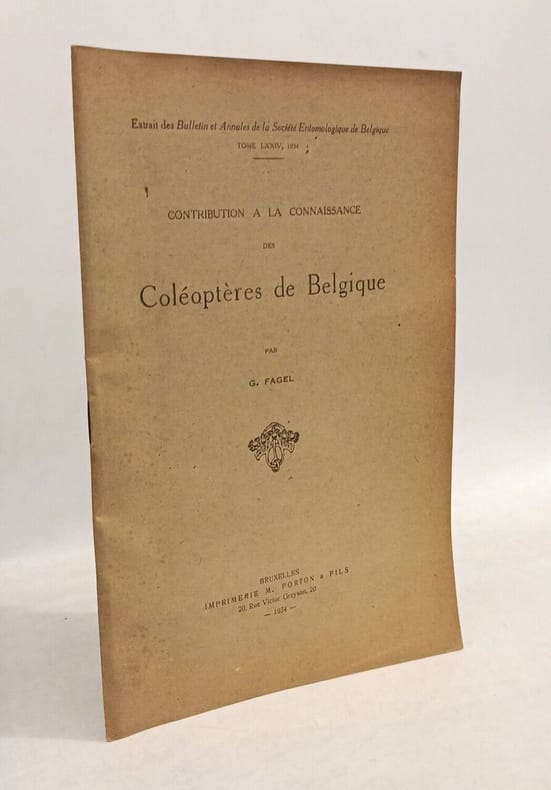 Extrait des Bulletin et Annales de la Société Entomologique de Belgique
TOME LXXIV, 1934
CONTRIBUTION A LA CONNAISSANCE
DES
Coléoptères de Belgique
PAR
G. FAGEL
BRUXELLES
IMPRIMERIE M. PORTON & FILS
20, Rue Victor Greyson, 20
— 1934 —